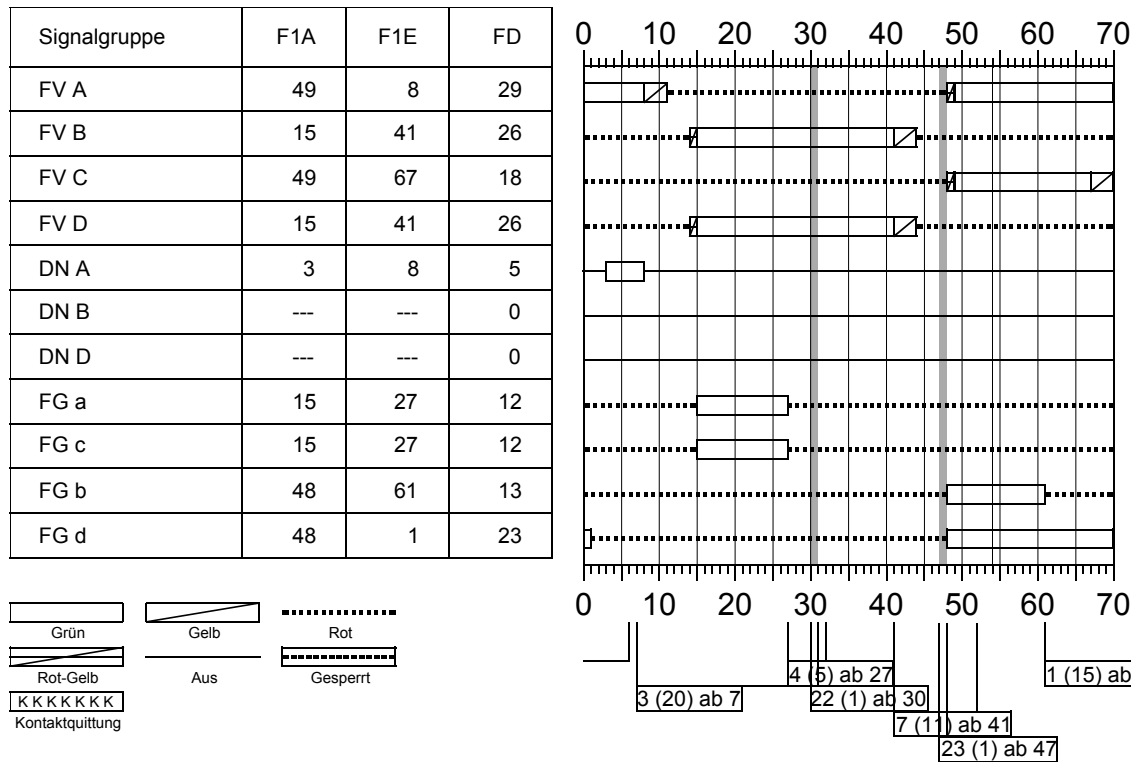 Signalgruppe F1A F1E FD
FV A 49 8 29
FV B 15 41 26
FV C 49 67 18
FV D 15 41 26
DN A 3 8 5
DN B --- --- 0
DN D --- --- 0
FG a 15 27 12
FG c 15 27 12
FG b 48 61 13
FG d 48 1 23
0 10 20 30 40 50 60 70
0 10 20 30 40 50 60 70
Grün Gelb Rot
Rot-Gelb Aus Gesperrt
K K K K K K K
Kontaktquittung
4 (5) ab 27 1 (15) ab
3 (20) ab 7 22 (1) ab 30
7 (11) ab 41
23 (1) ab 47